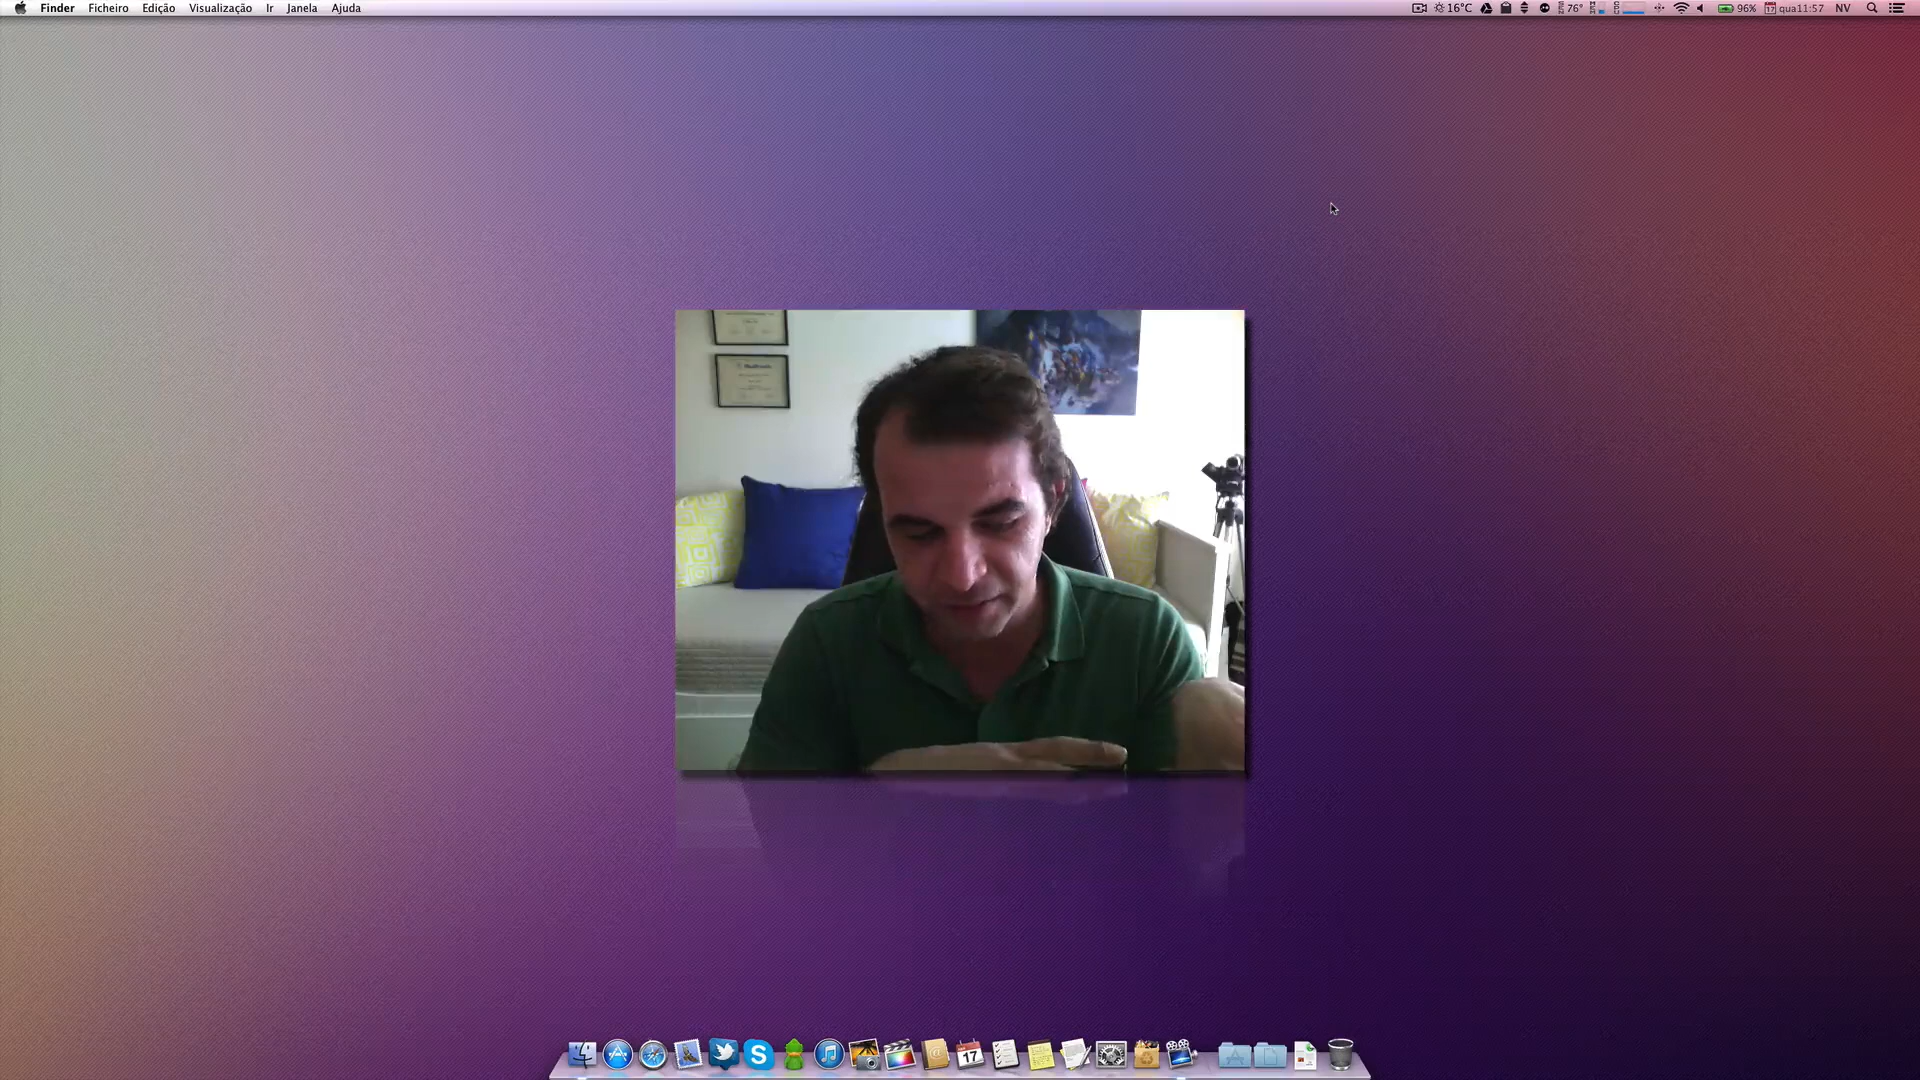 Finder Ficheiro Edição Visualização Ir Janela Ajuda
16°C 76° 96% qua11:57 NV
17